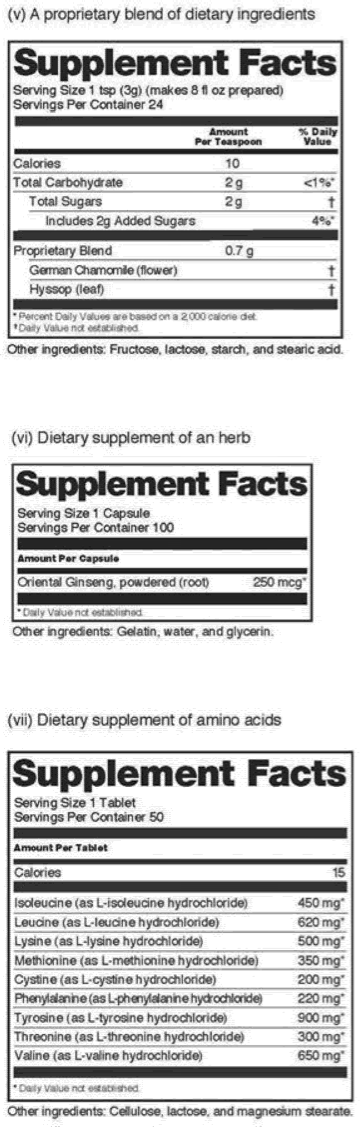 (v) A proprietary blend of dietary ingredients
Supplement Facts
Serving Size 1 tsp (3g) (makes 8 fl oz prepared)
Servings Per Container 24
Amount Per Teaspoon % Daily Value
Calories 10
Total Carbohydrate 2 g <1%*
Total Sugars 2 g †
Includes 2g Added Sugars 4%*
Proprietary Blend 0.7 g
German Chamomile (flower) †
Hyssop (leaf) †
* Percent Daily Values are based on a 2,000 calorie diet.
† Daily Value not established.
Other ingredients: Fructose, lactose, starch, and stearic acid.
(vi) Dietary supplement of an herb
Supplement Facts
Serving Size 1 Capsule
Servings Per Container 100
Amount Per Capsule
Oriental Ginseng, powdered (root) 250 mcg*
* Daily Value not established.
Other ingredients: Gelatin, water, and glycerin.
(vii) Dietary supplement of amino acids
Supplement Facts
Serving Size 1 Tablet
Servings Per Container 50
Amount Per Tablet
Calories 15
Isoleucine (as L-isoleucine hydrochloride) 450 mg*
Leucine (as L-leucine hydrochloride) 620 mg*
Lysine (as L-lysine hydrochloride) 500 mg*
Methionine (as L-methionine hydrochloride) 350 mg*
Cystine (as L-cystine hydrochloride) 200 mg*
Phenylalanine (as L-phenylalanine hydrochloride) 220 mg*
Tyrosine (as L-tyrosine hydrochloride) 900 mg*
Threonine (as L-threonine hydrochloride) 300 mg*
Valine (as L-valine hydrochloride) 650 mg*
* Daily Value not established.
Other ingredients: Cellulose, lactose, and magnesium stearate.